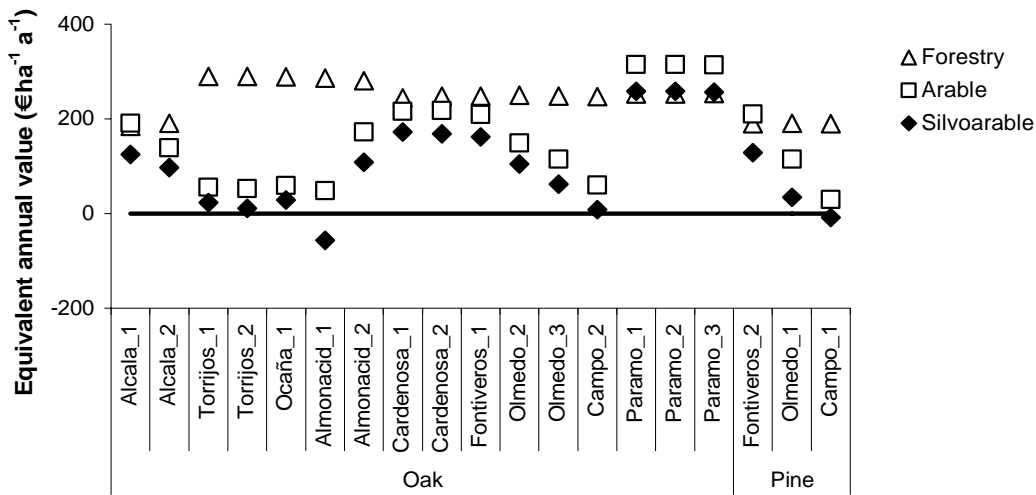 Equivalent annual value (€ha-1 a-1)
400
200
0
-200
Forestry
Arable
Silvoarable
Alcala_1
Alcala_2
Torrijos_1
Torrijos_2
Ocaña_1
Almonacid_1
Almonacid_2
Cardenosa_1
Cardenosa_2
Fontiveros_1
Olmedo_2
Olmedo_3
Campo_2
Paramo_1
Paramo_2
Paramo_3
Fontiveros_2
Olmedo_1
Campo_1
Oak
Pine